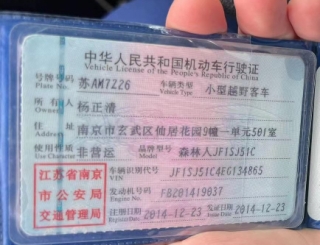 中华人民共和国机动车行驶证
Vehicle License of the People's Republic of China
号牌号码 苏AM7Z26 车辆类型 小型越野客车
Plate No. Vehicle Type
所有人 杨正清
Owner
住址 南京市玄武区仙居花园9幢一单元501室
Address
使用性质 非营运 品牌型号 森林人JF1SJ51C
Use Character Model
江苏省南京 车辆识别代号 JF1SJ51C4EG134865
VIN
市公安局 发动机号码 FB20Y419037
Engine No.
交通管理局 注册日期 2014-12-23 发证日期 2014-12-23
Register Date Issue Date